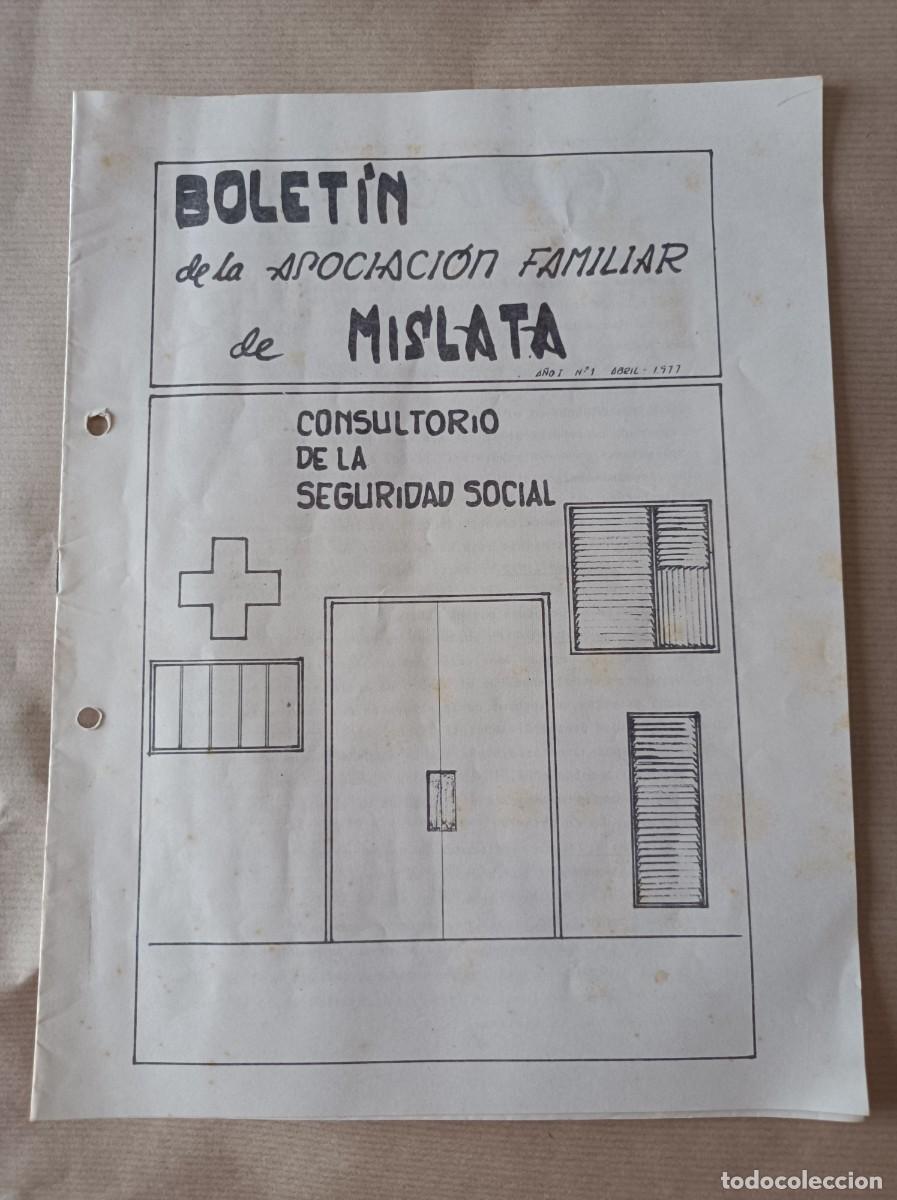 BOLETÍN
de la ASOCIACIÓN FAMILIAR
de MISLATA
AÑO I Nº 1 ABRIL - 1977
CONSULTORIO
DE LA
SEGURIDAD SOCIAL
todocoleccion